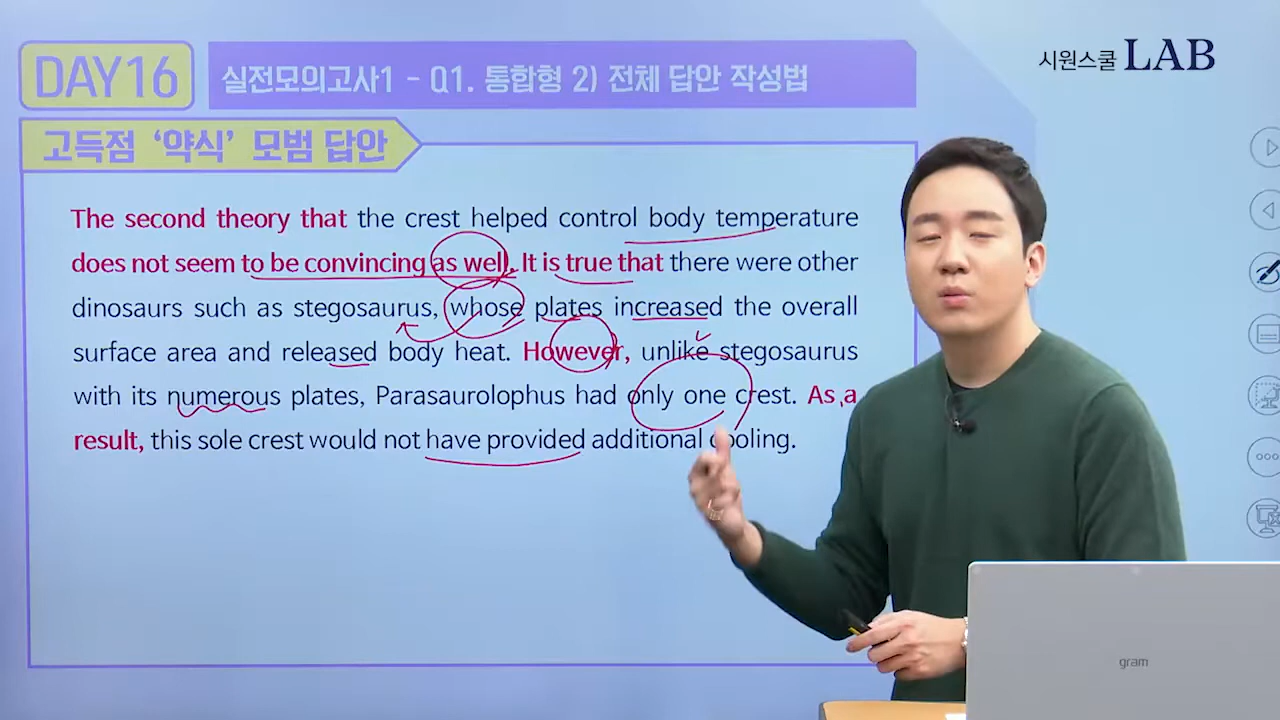 DAY16
실전모의고사1 - Q1. 통합형 2) 전체 답안 작성법
시원스쿨 LAB
고득점 ‘약식’ 모범 답안
The second theory that the crest helped control body temperature
does not seem to be convincing as well. It is true that there were other
dinosaurs such as stegosaurus, whose plates increased the overall
surface area and released body heat. However, unlike stegosaurus
with its numerous plates, Parasaurolophus had only one crest. As a
result, this sole crest would not have provided additional cooling.
gram